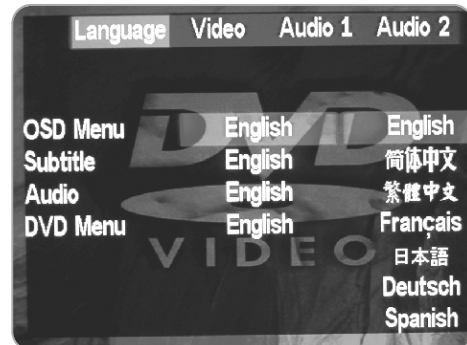 Language Video Audio 1 Audio 2
OSD Menu English English
Subtitle English 简体中文
Audio English 繁體中文
DVD Menu English Français
日本語
Deutsch
Spanish
DVD
VIDEO